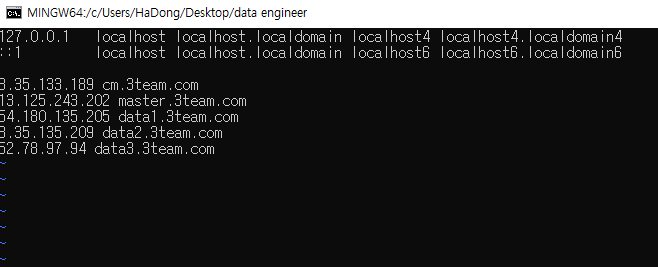 MINGW64:/c/Users/HaDong/Desktop/data engineer
127.0.0.1 localhost localhost.localdomain localhost4 localhost4.localdomain4
::1 localhost localhost.localdomain localhost6 localhost6.localdomain6
3.35.133.189 cm.3team.com
13.125.243.202 master.3team.com
54.180.135.205 data1.3team.com
3.35.135.209 data2.3team.com
52.78.97.94 data3.3team.com
~
~
~
~
~
~
~